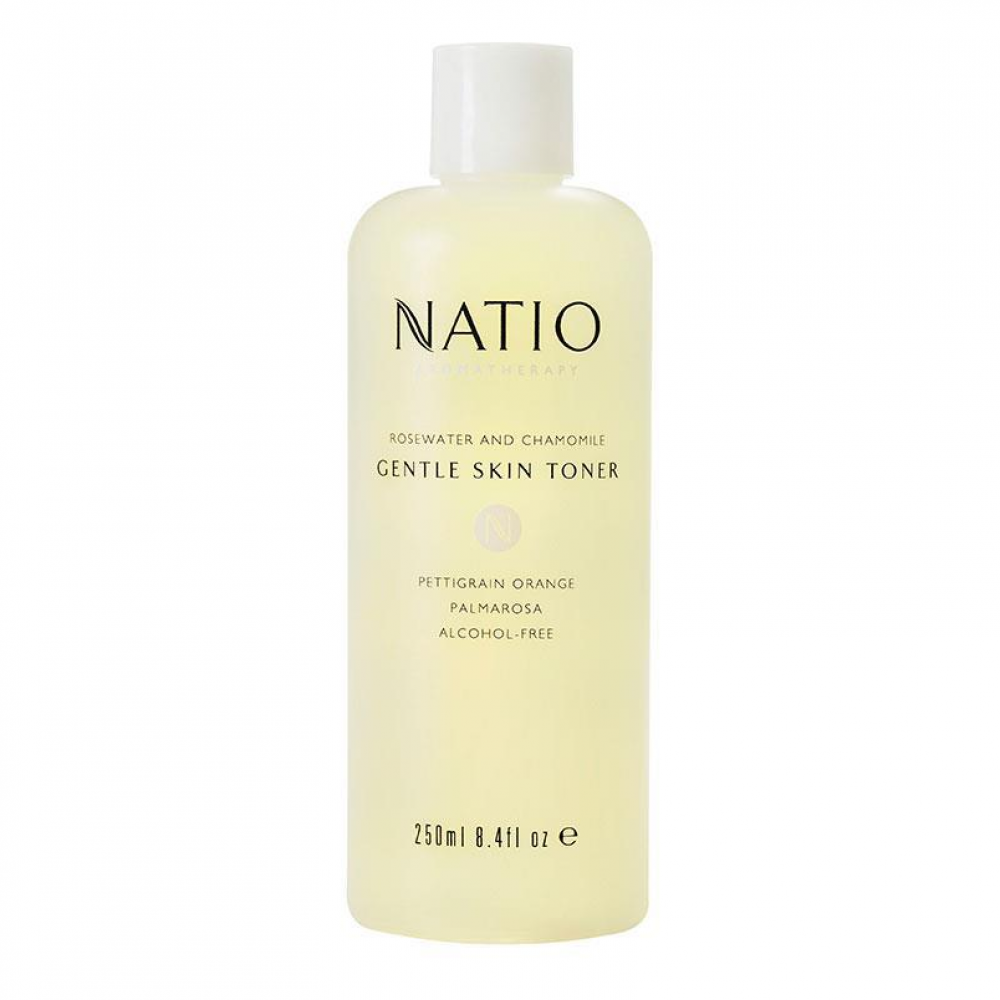 NATIO
AROMATHERAPY
ROSEWATER AND CHAMOMILE
GENTLE SKIN TONER
N
PETTIGRAIN ORANGE
PALMAROSA
ALCOHOL-FREE
250ml 8.4fl oz e